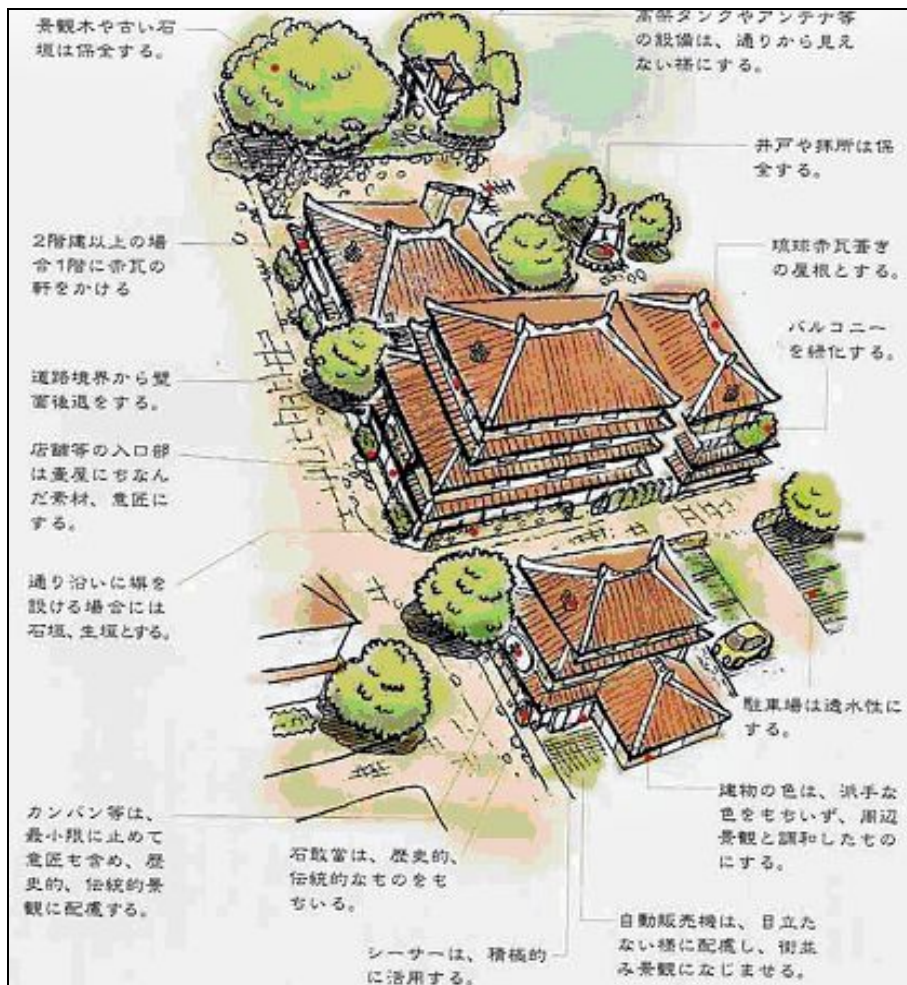 景観木や古い石
垣は保全する。
高架タンクやアンテナ等
の設備は、通りから見え
ない様にする。
井戸や拝所は保
全する。
2階建以上の場
合1階に赤瓦の
軒をかける
琉球赤瓦葺き
の屋根とする。
バルコニー
を緑化する。
道路境界から壁
面後退をする。
店舗等の入口部
は壷屋にちなん
だ素材、意匠に
する。
通り沿いに塀を
設ける場合には
石垣、生垣とする。
駐車場は透水性に
する。
建物の色は、派手な
色をもちいず、周辺
景観と調和したもの
にする。
カンバン等は、
最小限に止めて
意匠も含め、歴
史的、伝統的景
観に配慮する。
石敢當は、歴史的、
伝統的なものをも
ちいる。
自動販売機は、目立た
ない様に配慮し、街並
み景観になじませる。
シーサーは、積極的
に活用する。